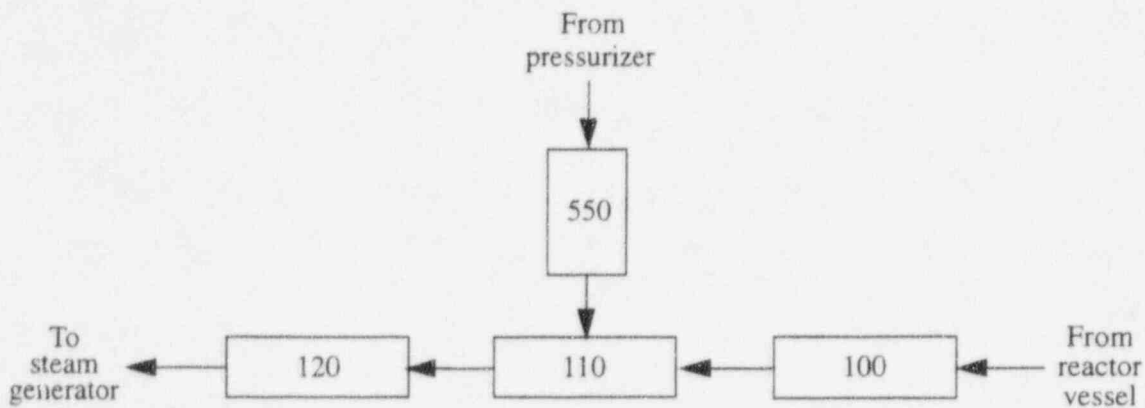 From
pressurizer
550
To
steam
generator
120
110
100
From
reactor
vessel